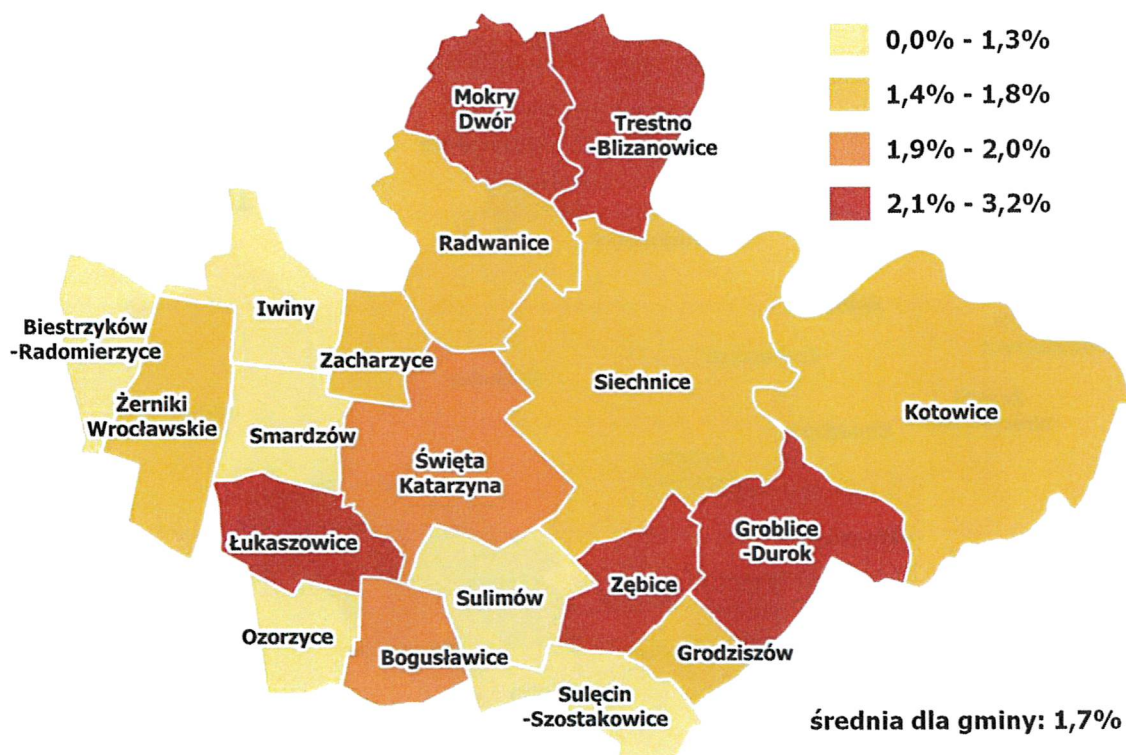 0,0% - 1,3%
1,4% - 1,8%
1,9% - 2,0%
2,1% - 3,2%
Mokry
Dwór
Trestno
-Blizanowice
Radwanice
Iwiny
Biestrzyków
-Radomierzyce
Zacharzyce
Siechnice
Żerniki
Wrocławskie
Kotowice
Smardzów
Święta
Katarzyna
Łukaszowice
Groblice
-Durok
Zębice
Sulimów
Ozorzyce
Bogusławice
Grodziszów
Sulęcin
-Szostakowice
średnia dla gminy: 1,7%